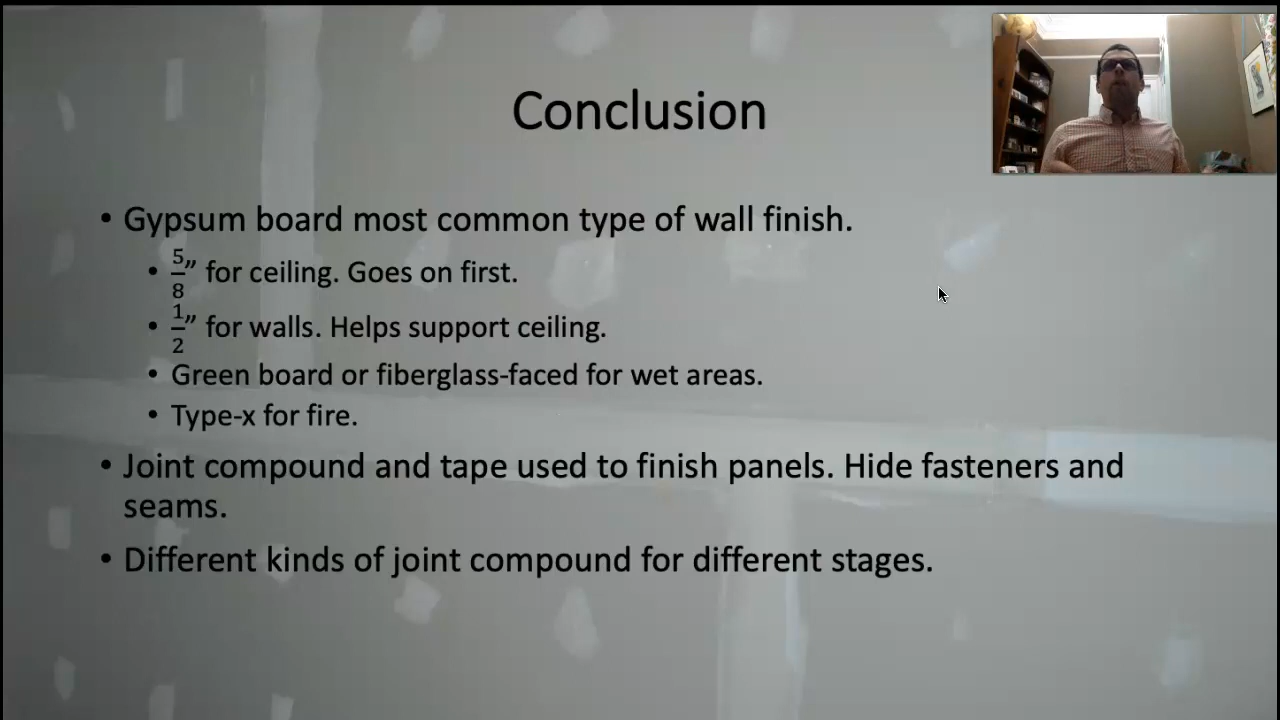 Conclusion
• Gypsum board most common type of wall finish.
• 5/8” for ceiling. Goes on first.
• 1/2” for walls. Helps support ceiling.
• Green board or fiberglass-faced for wet areas.
• Type-x for fire.
• Joint compound and tape used to finish panels. Hide fasteners and
seams.
• Different kinds of joint compound for different stages.